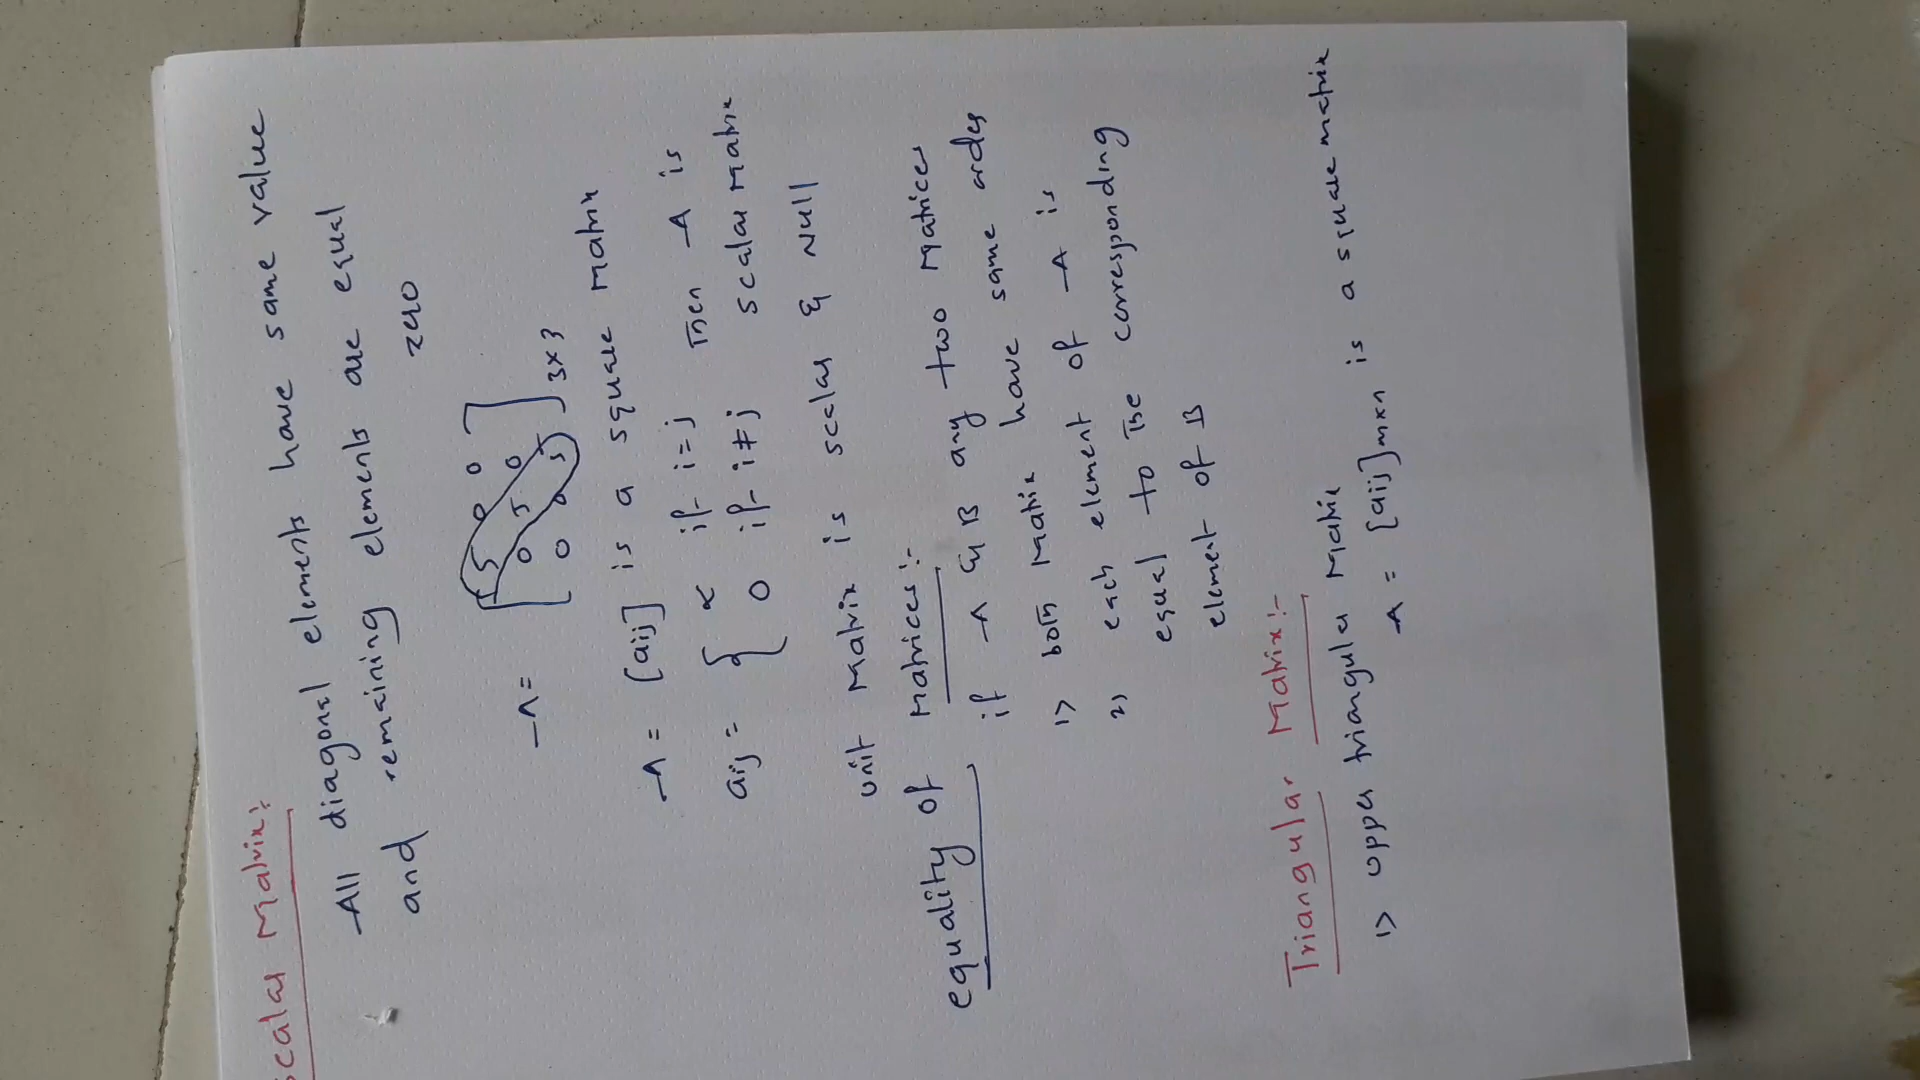 scalar Matrix:-
All diagonal elements have same value
and remaining elements are equal
zero
A = [5 0 0
0 5 0
0 0 5]3x3
A = [aij] is a square Matrix
aij = { α if i=j Then A is
0 if i≠j scalar Matrix
unit Matrix is scalar & Null
equality of Matrices:-
if A & B any two Matrices
1> both Matrix have same order
2) each element of A is
equal to the corresponding
element of B
Triangular Matrix:-
1> upper triangular Matrix
A = [aij]mxn is a square matrix